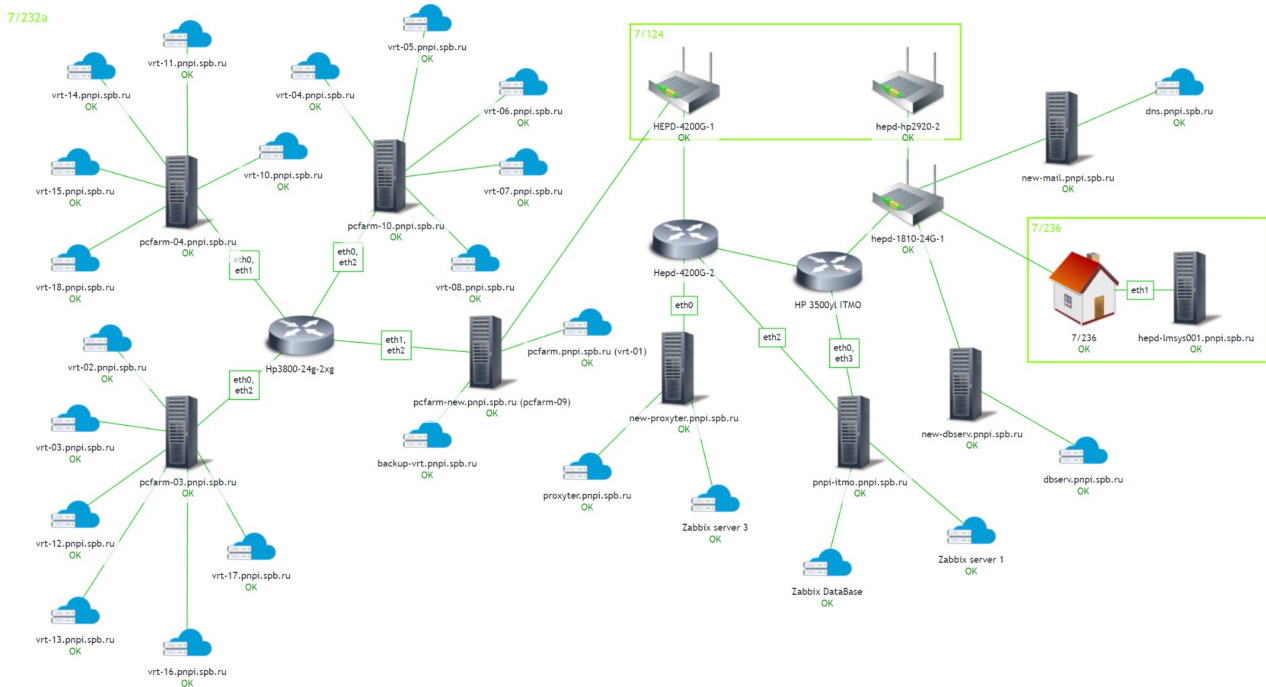 7/232a
vrt-11.pnpi.spb.ru
OK
vrt-14.pnpi.spb.ru
OK
vrt-15.pnpi.spb.ru
OK
vrt-10.pnpi.spb.ru
OK
vrt-18.pnpi.spb.ru
OK
pcfarm-04.pnpi.spb.ru
OK
eth0,
eth1
vrt-05.pnpi.spb.ru
OK
vrt-04.pnpi.spb.ru
OK
vrt-06.pnpi.spb.ru
OK
vrt-07.pnpi.spb.ru
OK
vrt-08.pnpi.spb.ru
OK
pcfarm-10.pnpi.spb.ru
OK
eth0,
eth2
Hp3800-24g-2xg
eth1,
eth2
eth0,
eth2
pcfarm.pnpi.spb.ru (vrt-01)
OK
pcfarm-new.pnpi.spb.ru (pcfarm-09)
OK
backup-vrt.pnpi.spb.ru
OK
vrt-02.pnpi.spb.ru
OK
vrt-03.pnpi.spb.ru
OK
pcfarm-03.pnpi.spb.ru
OK
vrt-12.pnpi.spb.ru
OK
vrt-17.pnpi.spb.ru
OK
vrt-13.pnpi.spb.ru
OK
vrt-16.pnpi.spb.ru
OK
7/124
HEPD-4200G-1
OK
hepd-hp2920-2
OK
Hepd-4200G-2
HP 3500yl ITMO
hepd-1810-24G-1
OK
eth0
eth2
eth0,
eth3
new-proxyter.pnpi.spb.ru
OK
proxyter.pnpi.spb.ru
OK
Zabbix server 3
OK
pnpi-itmo.pnpi.spb.ru
OK
Zabbix DataBase
OK
Zabbix server 1
OK
dns.pnpi.spb.ru
OK
new-mail.pnpi.spb.ru
OK
7/236
eth1
7/236
OK
hepd-lmsys001.pnpi.spb.ru
OK
new-dbserv.pnpi.spb.ru
OK
dbserv.pnpi.spb.ru
OK